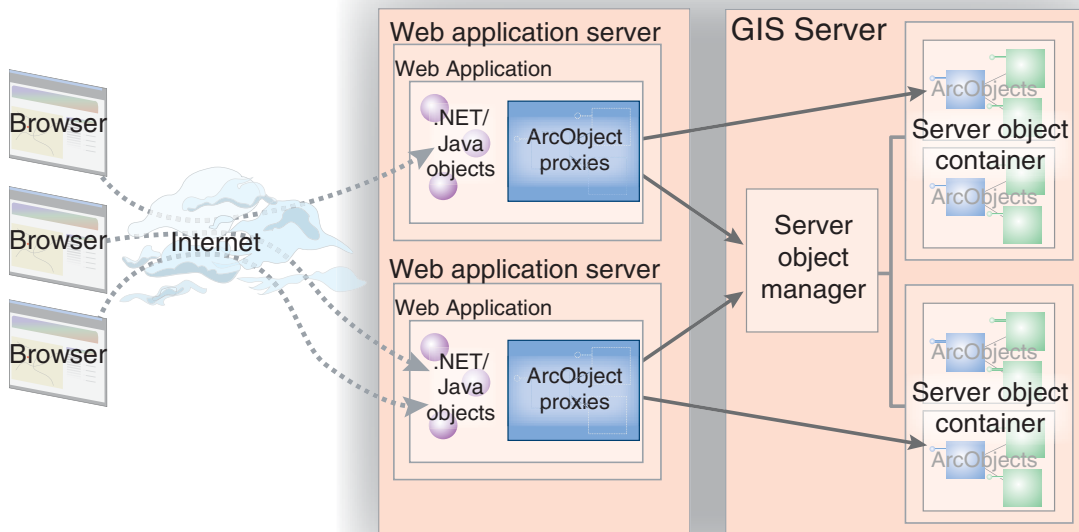 Browser
Browser
Browser
Internet
Web application server
Web Application
.NET/
Java
objects
ArcObject
proxies
Web application server
Web Application
.NET/
Java
objects
ArcObject
proxies
GIS Server
Server
object
manager
ArcObjects
Server object
container
ArcObjects
ArcObjects
Server object
container
ArcObjects